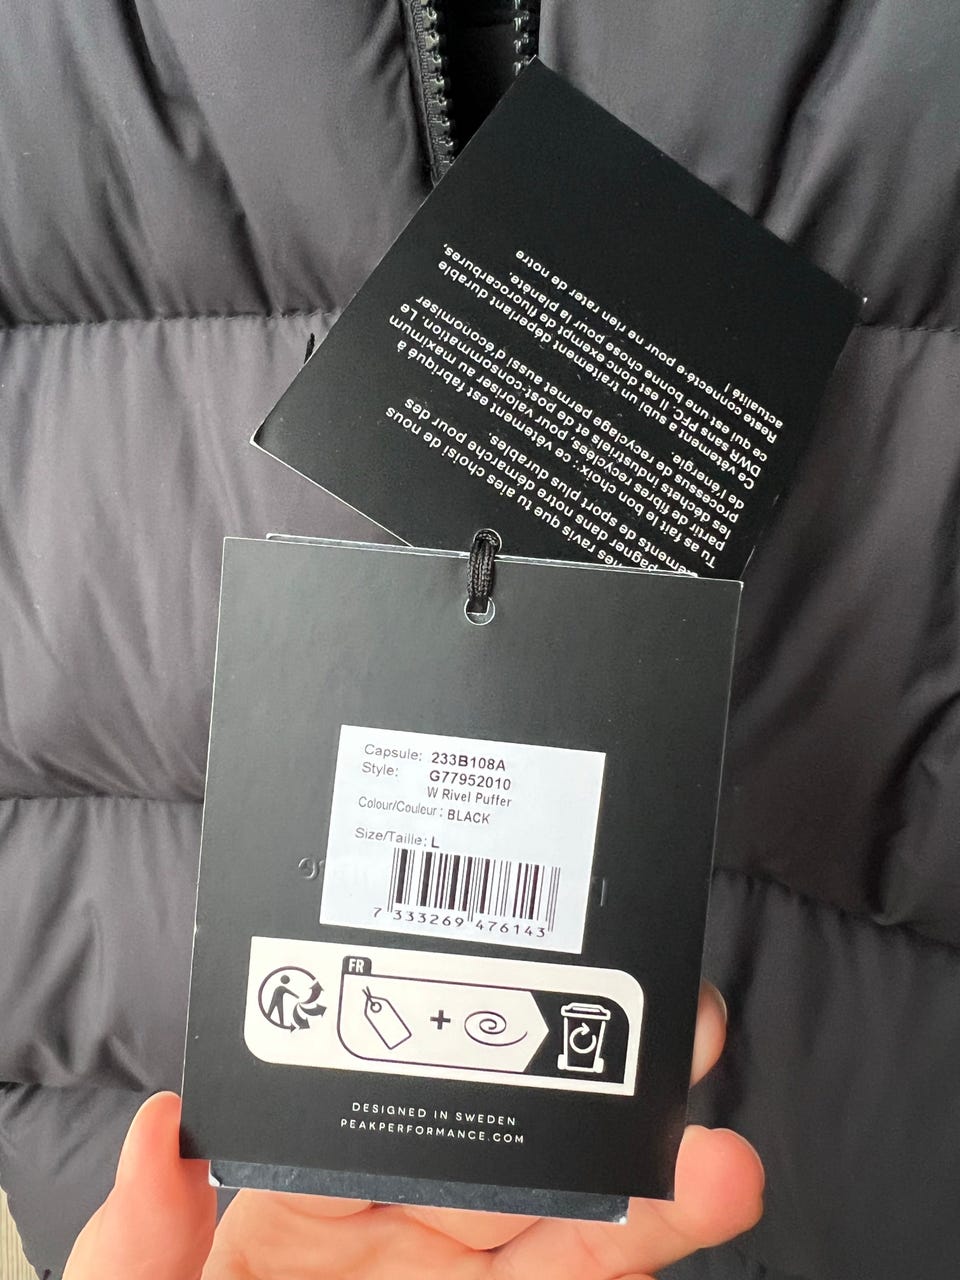 ravis que tu aies choisi de nous
dans notre démarche pour des
de sport plus durables.
Tu as fait le bon choix : ce vêtement est fabriqué à
partir de fibres recyclées, pour valoriser au maximum
les déchets industriels et de post-consommation. Le
processus de recyclage permet aussi d'économiser
de l'énergie.
Ce vêtement a subi un traitement déperlant durable
DWR sans PFC. Il est donc exempt de fluorocarbures,
ce qui est une bonne chose pour la planète.
Reste connecté·e pour ne rien rater de notre
actualité !
Capsule: 233B108A
Style: G77952010
W Rivel Puffer
Colour/Couleur : BLACK
Size/Taille: L
7 333269 476143
FR
+
DESIGNED IN SWEDEN
PEAKPERFORMANCE.COM